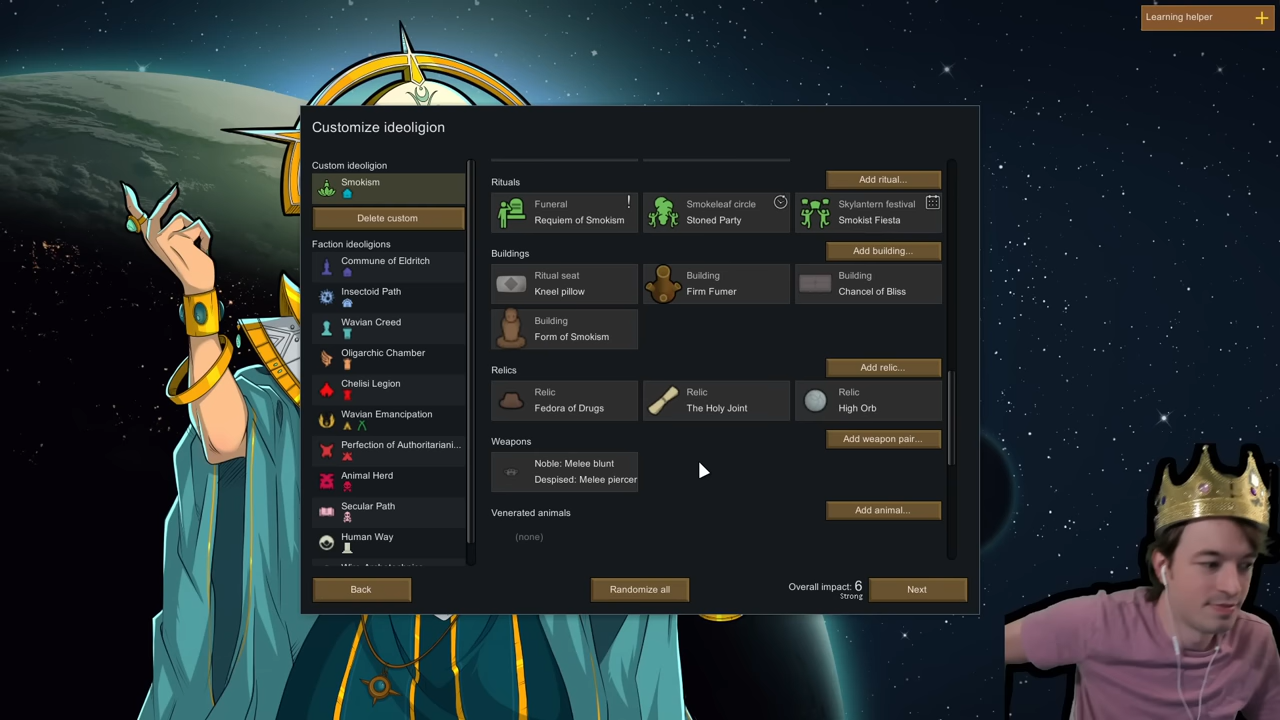 Learning helper
Customize ideoligion
Custom ideoligion
Smokism
Delete custom
Faction ideoligions
Commune of Eldritch
Insectoid Path
Wavian Creed
Oligarchic Chamber
Chelisi Legion
Wavian Emancipation
Perfection of Authoritariani...
Animal Herd
Secular Path
Human Way
Rituals
Add ritual...
Funeral
Requiem of Smokism
!
Smokeleaf circle
Stoned Party
Skylantern festival
Smokist Fiesta
Buildings
Add building...
Ritual seat
Kneel pillow
Building
Firm Fumer
Building
Chancel of Bliss
Building
Form of Smokism
Relics
Add relic...
Relic
Fedora of Drugs
Relic
The Holy Joint
Relic
High Orb
Weapons
Add weapon pair...
Noble: Melee blunt
Despised: Melee piercer
Venerated animals
Add animal...
(none)
Back
Randomize all
Overall impact: 6
Strong
Next